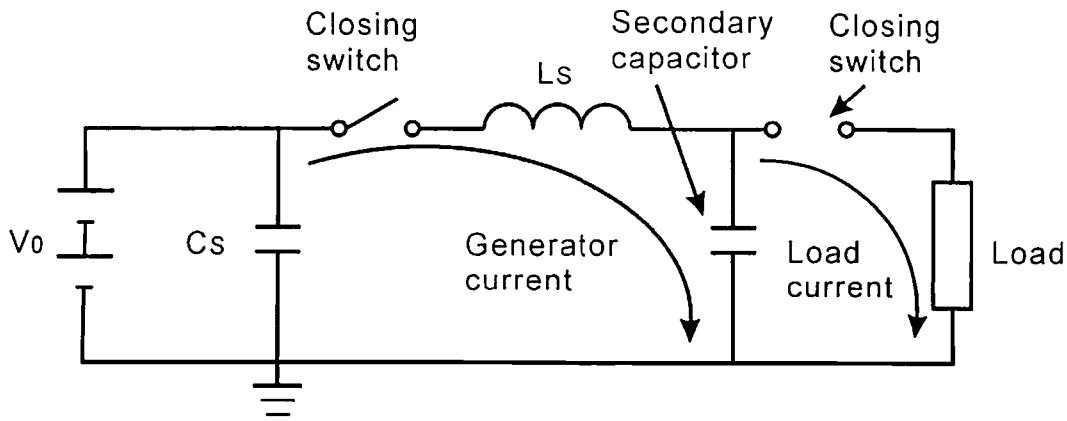 Closing
switch
Ls
Secondary
capacitor
Closing
switch
V0
Cs
Generator
current
Load
current
Load